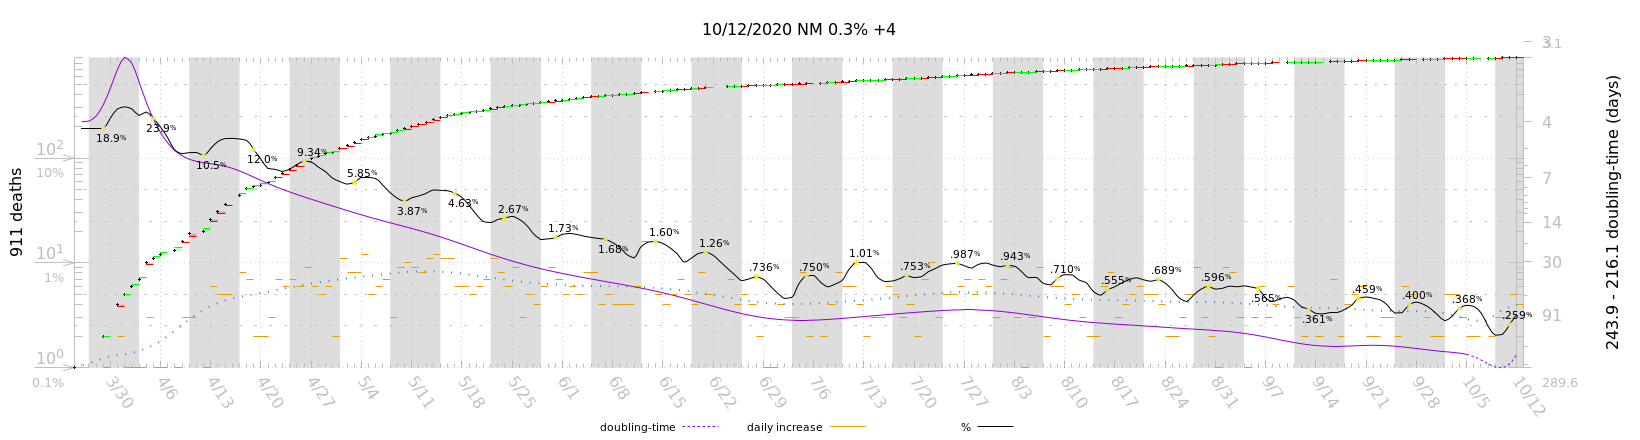 10/12/2020 NM 0.3% +4
911 deaths
10² 10% 10¹ 1% 10⁰ 0.1%
18.9% 23.9% 10.5% 12.0% 9.34% 5.85% 3.87% 4.63% 2.67% 1.73% 1.68% 1.60% 1.26% .736% .750% 1.01% .753% .987% .943% .710% .555% .689% .596% .565% .361% .459% .400% .368% .259%
3.1 4 7 14 30 91 289.6
243.9 - 216.1 doubling-time (days)
3/30 4/6 4/13 4/20 4/27 5/4 5/11 5/18 5/25 6/1 6/8 6/15 6/22 6/29 7/6 7/13 7/20 7/27 8/3 8/10 8/17 8/24 8/31 9/7 9/14 9/21 9/28 10/5 10/12
doubling-time daily increase %